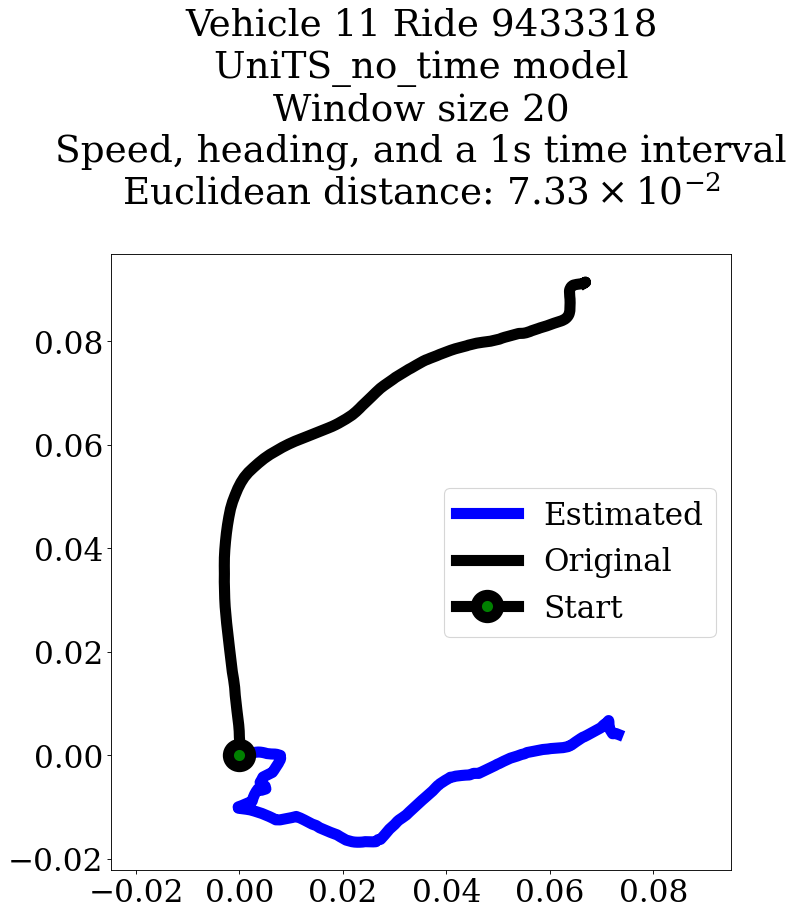 Vehicle 11 Ride 9433318
UniTS_no_time model
Window size 20
Speed, heading, and a 1s time interval
Euclidean distance: 7.33 × 10⁻²
0.08
0.06
0.04
0.02
0.00
−0.02
Estimated
Original
Start
−0.02 0.00 0.02 0.04 0.06 0.08